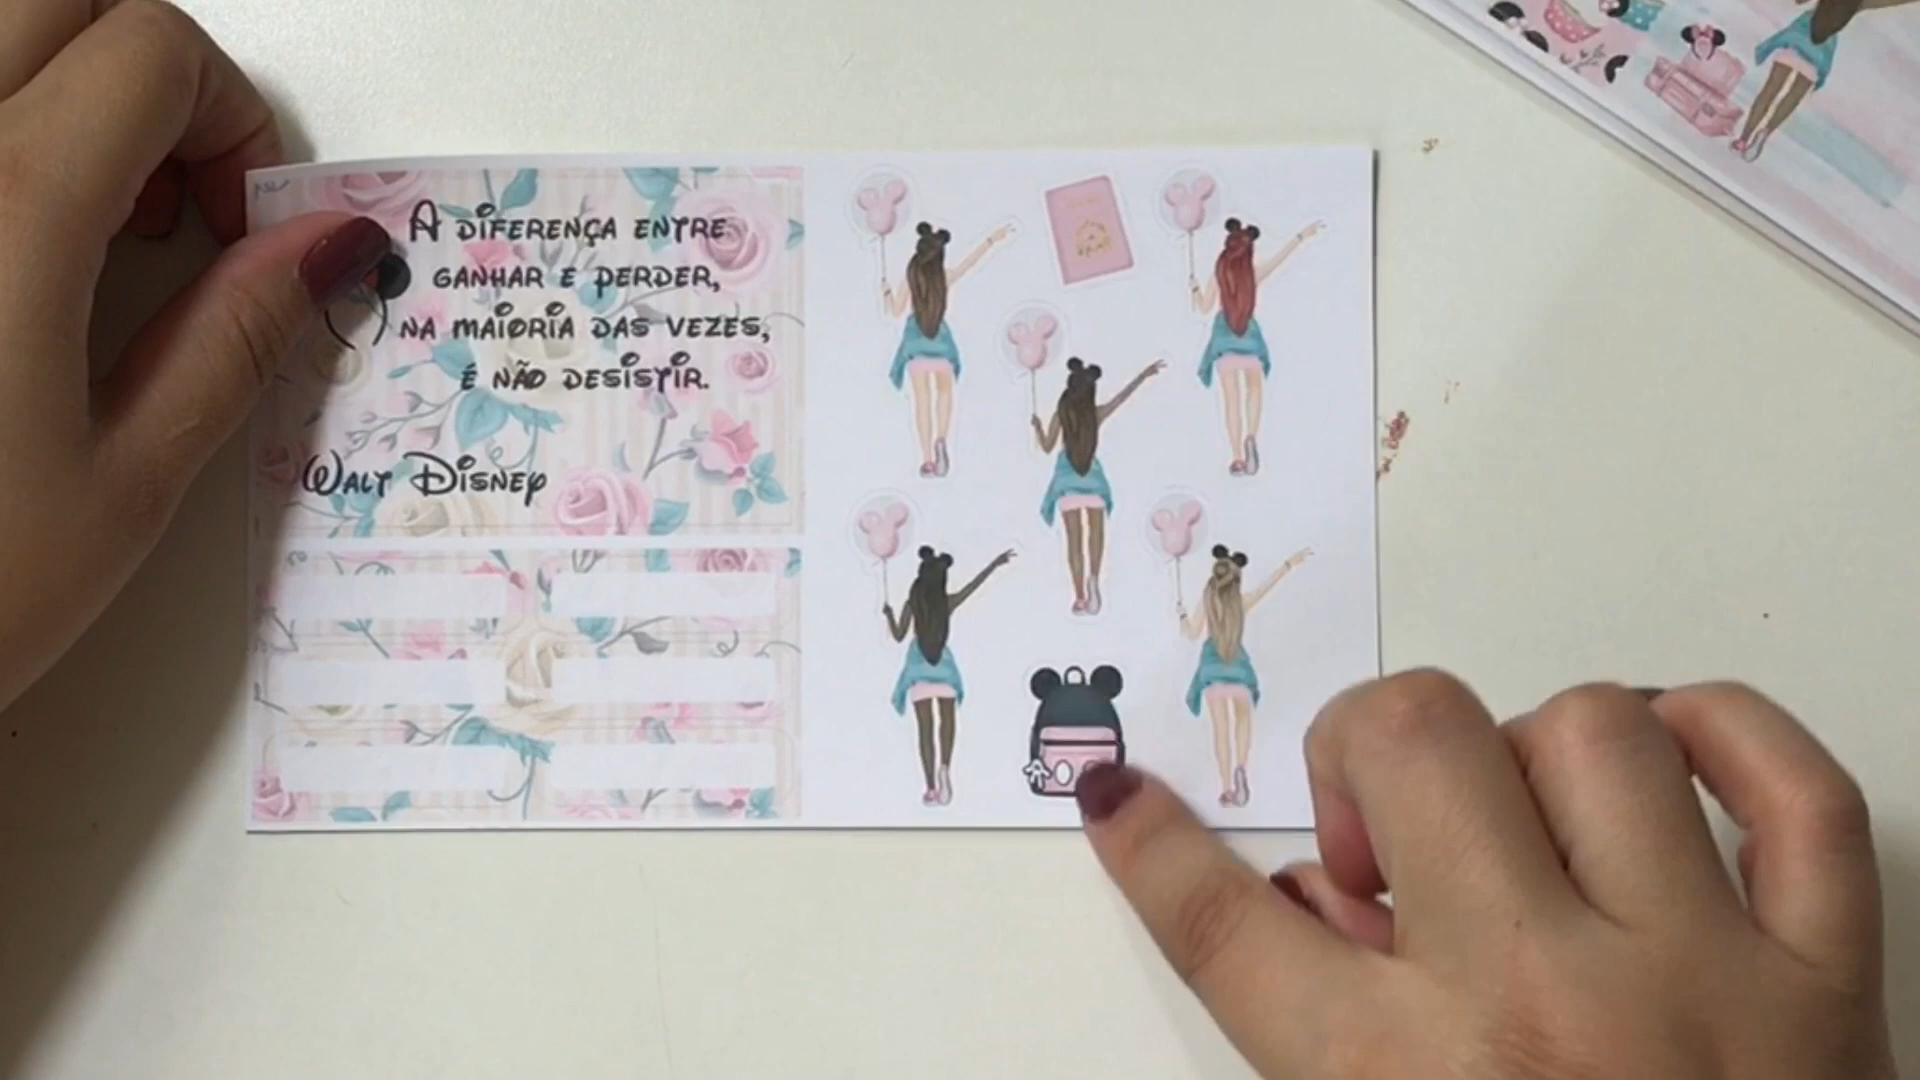 A DIFERENÇA ENTRE
GANHAR E PERDER,
NA MAIORIA DAS VEZES,
É NÃO DESISTIR.
WALT DISNEY